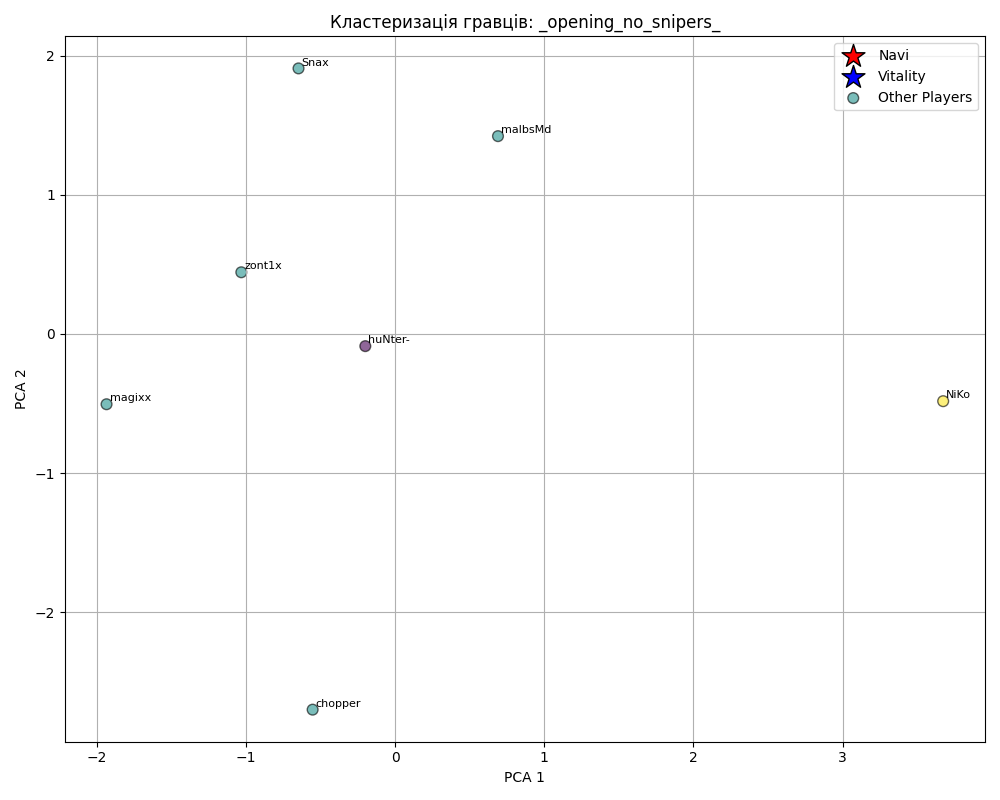 Кластеризація гравців: _opening_no_snipers_
Navi
Vitality
Other Players
Snax
malbsMd
zont1x
huNter-
magixx
NiKo
chopper
2
1
0
−1
−2
PCA 2
−2
−1
0
1
2
3
PCA 1